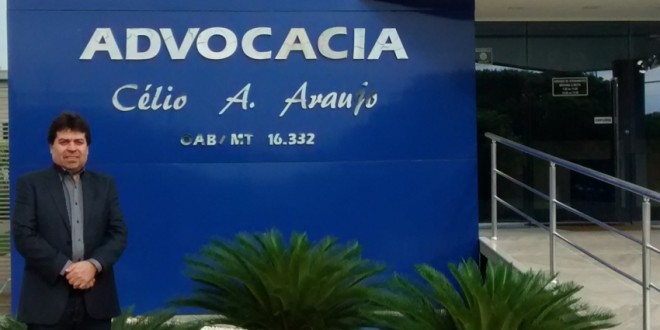 ADVOCACIA
Célio A. Araujo
OAB/MT 16.332